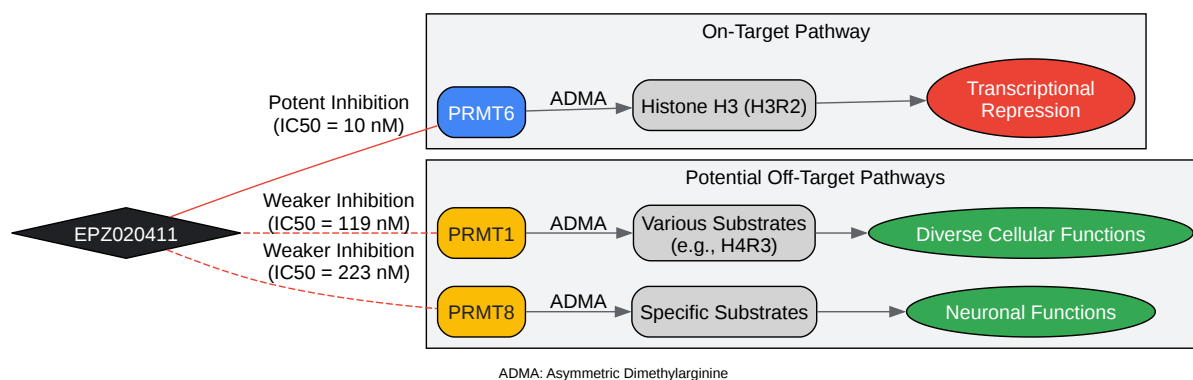 On-Target Pathway
Potent Inhibition
(IC50 = 10 nM)
PRMT6
ADMA
Histone H3 (H3R2)
Transcriptional
Repression
Potential Off-Target Pathways
EPZ020411
Weaker Inhibition
(IC50 = 119 nM)
PRMT1
ADMA
Various Substrates
(e.g., H4R3)
Diverse Cellular Functions
Weaker Inhibition
(IC50 = 223 nM)
PRMT8
ADMA
Specific Substrates
Neuronal Functions
ADMA: Asymmetric Dimethylarginine